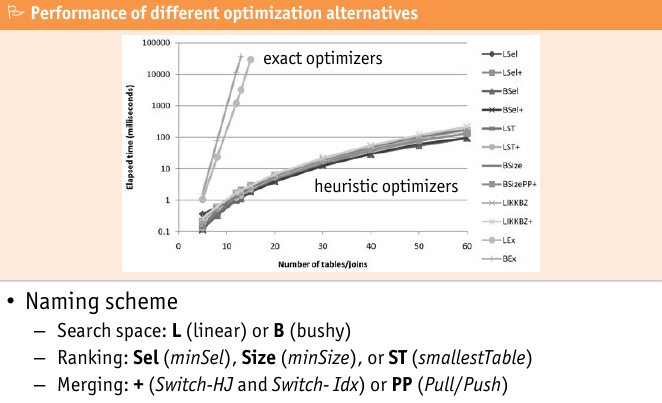 Performance of different optimization alternatives
100000
10000
1000
100
10
1
0.1
Elapsed time (milliseconds)
exact optimizers
heuristic optimizers
0 10 20 30 40 50 60
Number of tables/joins
LSel
LSel+
BSel
BSel+
LST
LST+
BSize
BSizePP+
LIKKBZ
LIKKBZ+
LEx
BEx
• Naming scheme
– Search space: L (linear) or B (bushy)
– Ranking: Sel (minSel), Size (minSize), or ST (smallestTable)
– Merging: + (Switch-HJ and Switch- Idx) or PP (Pull/Push)